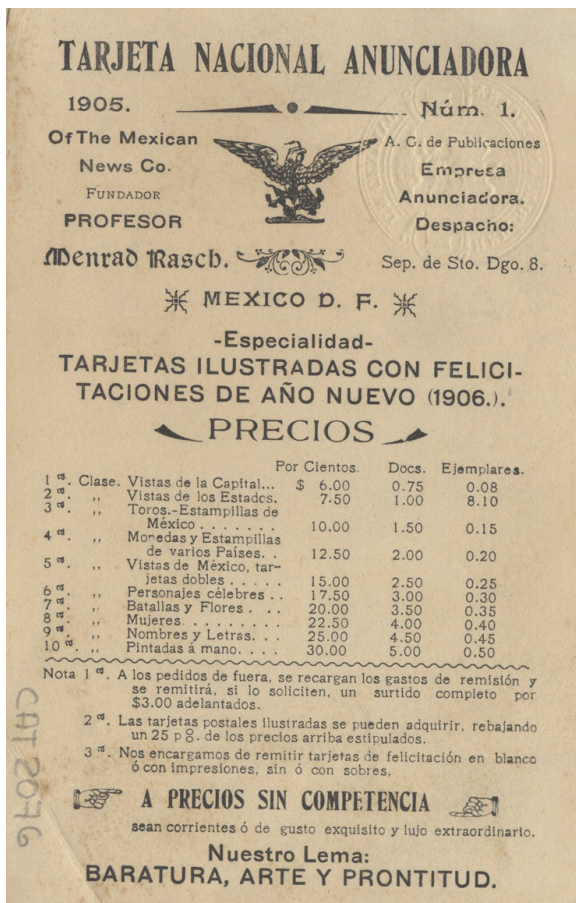 TARJETA NACIONAL ANUNCIADORA
1905. Núm. 1.
Of The Mexican
News Co.
FUNDADOR
PROFESOR
Menrad Rasch.
A. C. de Publicaciones
Empresa
Anunciadora.
Despacho:
Sep. de Sto. Dgo. 8.
MEXICO D. F.
-Especialidad-
TARJETAS ILUSTRADAS CON FELICI-
TACIONES DE AÑO NUEVO (1906.).
PRECIOS
Por Cientos. Docs. Ejemplares.
1ª. Clase. Vistas de la Capital... $ 6.00 0.75 0.08
2ª. ,, Vistas de los Estados. 7.50 1.00 8.10
3ª. ,, Toros.-Estampillas de
México . . . . . . . 10.00 1.50 0.15
4ª. ,, Monedas y Estampillas
de varios Países. . 12.50 2.00 0.20
5ª. ,, Vistas de México, tar-
jetas dobles . . . . . 15.00 2.50 0.25
6ª. ,, Personajes célebres . . 17.50 3.00 0.30
7ª. ,, Batallas y Flores . . . 20.00 3.50 0.35
8ª. ,, Mujeres. . . . . . . . 22.50 4.00 0.40
9ª. ,, Nombres y Letras. . . 25.00 4.50 0.45
10ª. ,, Pintadas á mano. . . . 30.00 5.00 0.50
Nota 1ª. A los pedidos de fuera, se recargan los gastos de remisión y
se remitirá, si lo soliciten, un surtido completo por
$3.00 adelantados.
2ª. Las tarjetas postales ilustradas se pueden adquirir, rebajando
un 25 p8. de los precios arriba estipulados.
3ª. Nos encargamos de remitir tarjetas de felicitación en blanco
ó con impresiones, sin ó con sobres,
A PRECIOS SIN COMPETENCIA
sean corrientes ó de gusto exquisito y lujo extraordinario.
Nuestro Lema:
BARATURA, ARTE Y PRONTITUD.